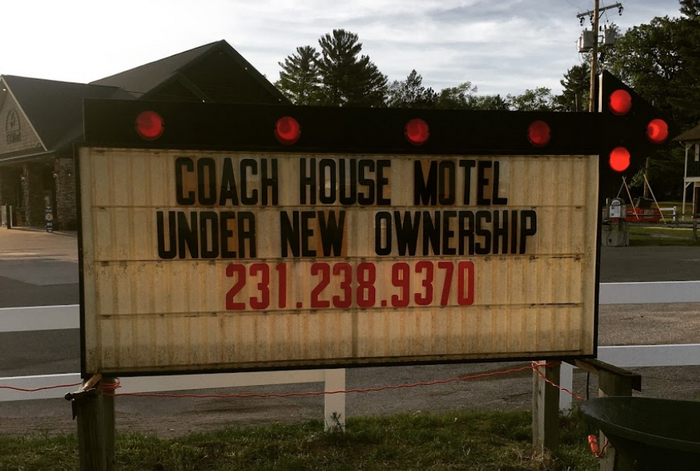 COACH HOUSE MOTEL
UNDER NEW OWNERSHIP
231.238.9370